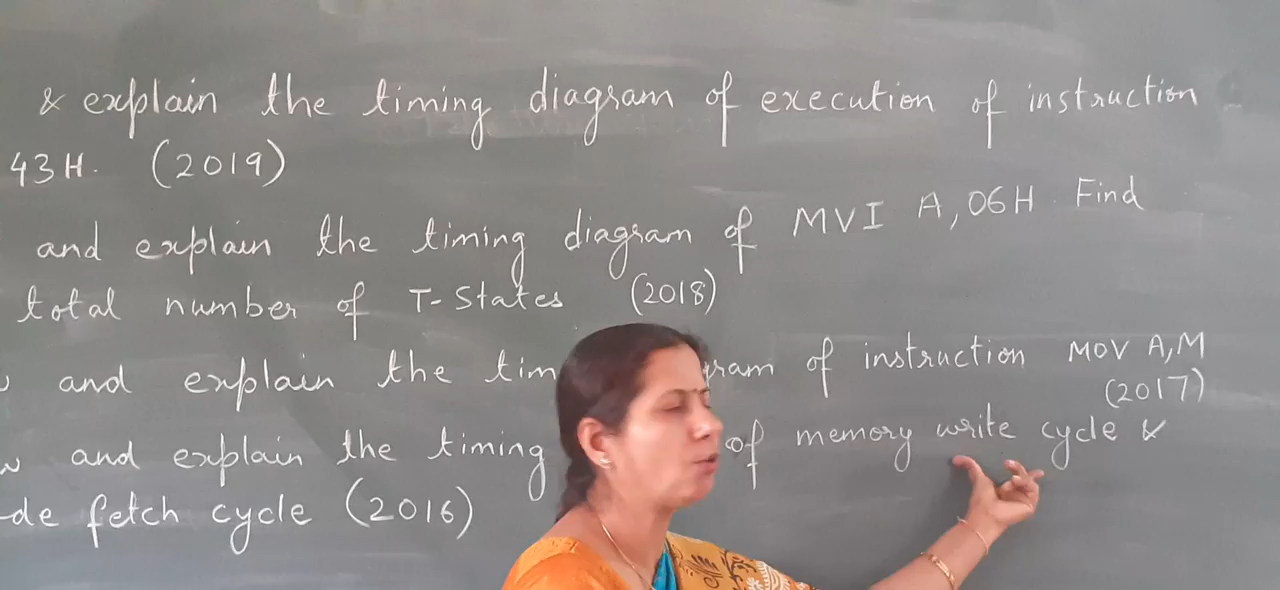 & explain the timing diagram of execution of instruction
43H. (2019)
and explain the timing diagram of MVI A, 06H. Find
total number of T-States (2018)
w and explain the tim gram of instruction MOV A,M
(2017)
w and explain the timing of memory write cycle &
-de fetch cycle (2016)